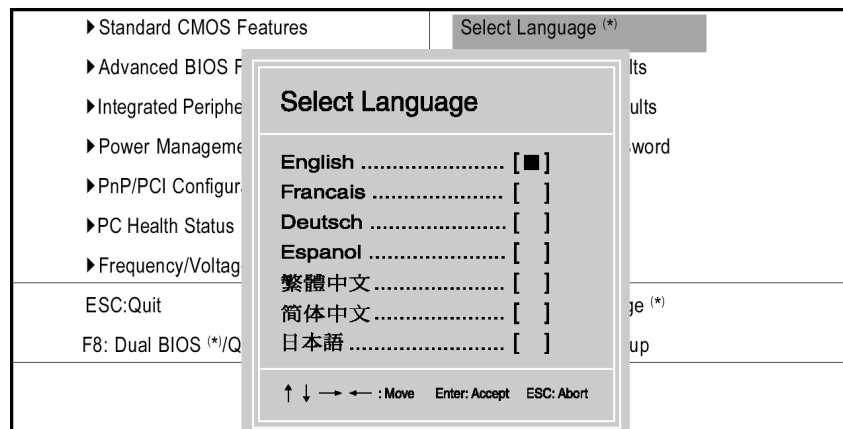 ▶Standard CMOS Features
Select Language (*)
▶Advanced BIOS F
lts
▶Integrated Periphe
ults
▶Power Manageme
word
▶PnP/PCI Configur
▶PC Health Status
▶Frequency/Voltag
ESC:Quit
ge (*)
F8: Dual BIOS (*)/Q
up
Select Language
English ....................... [■]
Francais ..................... [ ]
Deutsch ...................... [ ]
Espanol ...................... [ ]
繁體中文..................... [ ]
简体中文..................... [ ]
日本語 ......................... [ ]
↑ ↓ → ← : Move Enter: Accept ESC: Abort